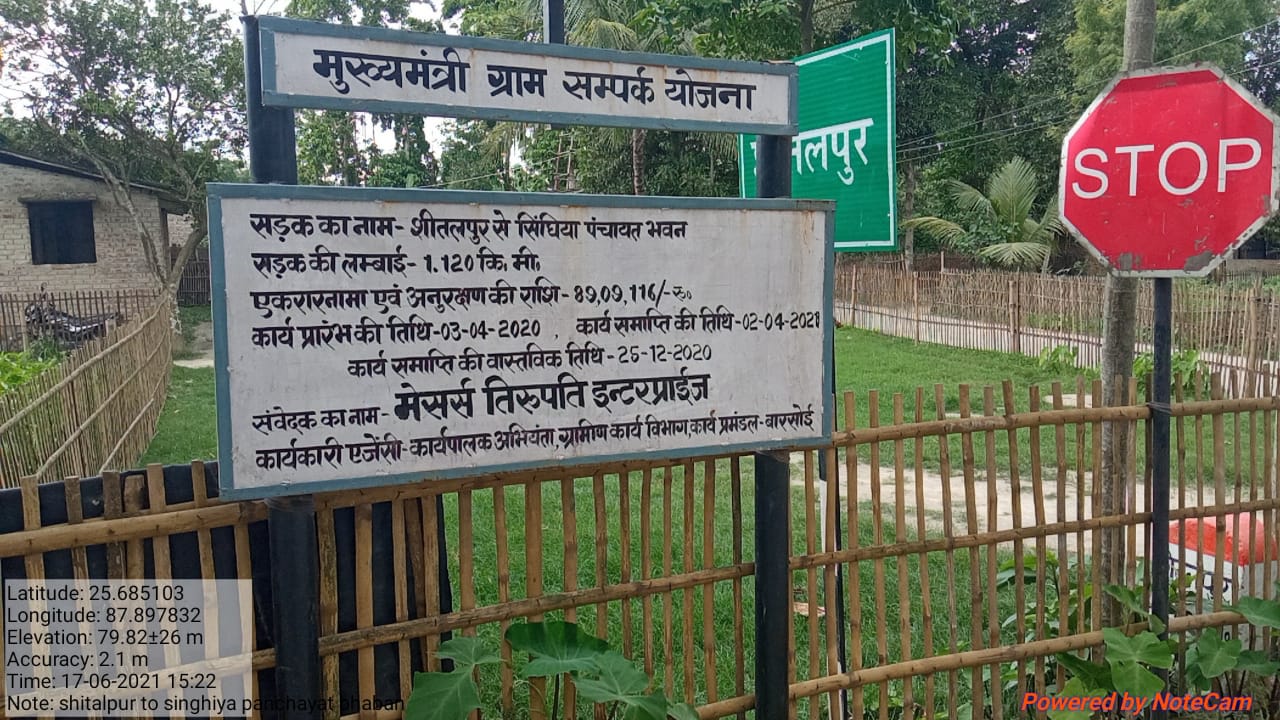 मुख्यमंत्री ग्राम सम्पर्क योजना
सड़क का नाम- शीतलपुर से सिंघिया पंचायत भवन
सड़क की लम्बाई- 1.120 कि. मी.
एकरारनामा एवं अनुरक्षण की राशि- 89,09,116/-रु०
कार्य प्रारंभ की तिथि-03-04-2020 , कार्य समाप्ति की तिथि-02-04-2021
कार्य समाप्ति की वास्तविक तिथि - 25-12-2020
संवेदक का नाम- मेसर्स तिरुपति इन्टरप्राईज
कार्यकारी एजेंसी-कार्यपालक अभियंता,ग्रामीण कार्य विभाग,कार्य प्रमंडल-बारसोई
STOP
Latitude: 25.685103
Longitude: 87.897832
Elevation: 79.82±26 m
Accuracy: 2.1 m
Time: 17-06-2021 15:22
Note: shitalpur to singhiya panchayat bhaban
Powered by NoteCam